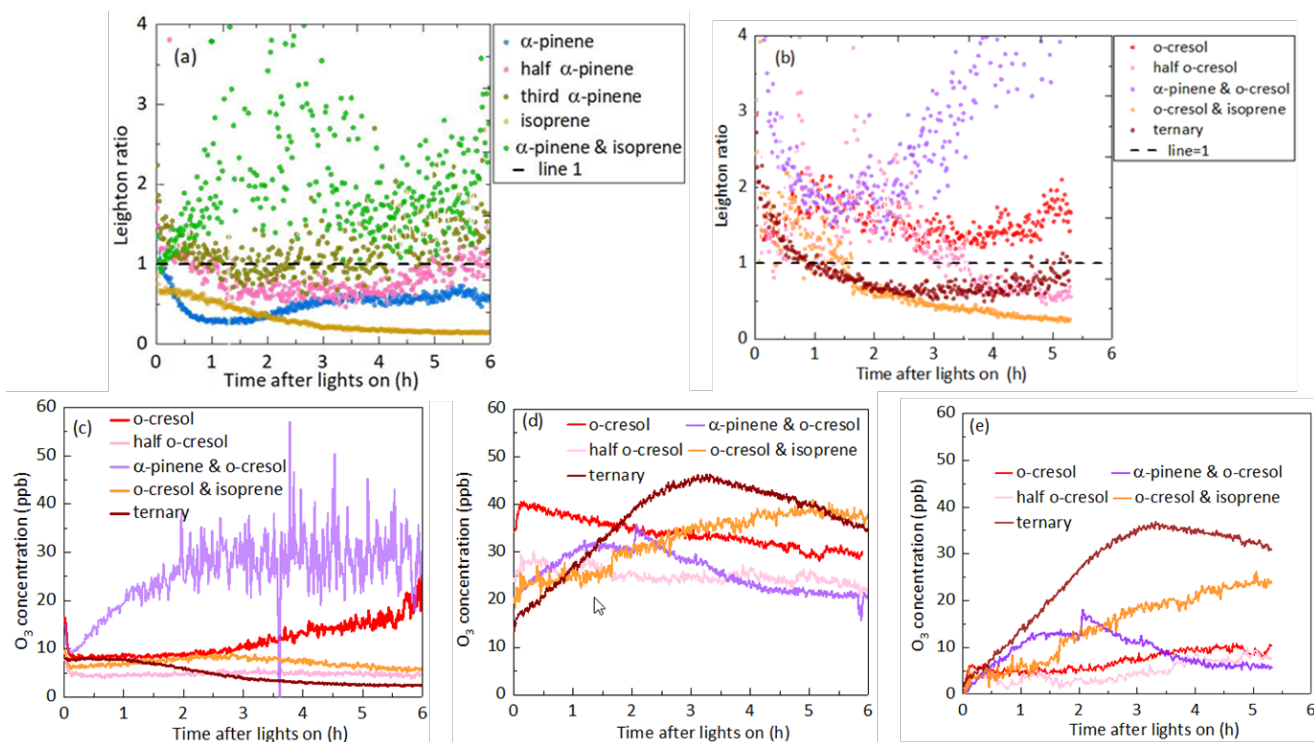 (a)
Leighton ratio
4
3
2
1
0
0 1 2 3 4 5 6
Time after lights on (h)
α-pinene
half α-pinene
third α-pinene
isoprene
α-pinene & isoprene
line 1
(b)
Leighton ratio
4
3
2
1
0
0 1 2 3 4 5 6
Time after lights on (h)
o-cresol
half o-cresol
α-pinene & o-cresol
o-cresol & isoprene
ternary
line=1
(c)
O3 concentration (ppb)
60
50
40
30
20
10
0
0 1 2 3 4 5 6
Time after lights on (h)
o-cresol
half o-cresol
α-pinene & o-cresol
o-cresol & isoprene
ternary
(d)
O3 concentration (ppb)
60
50
40
30
20
10
0
0 1 2 3 4 5 6
Time after lights on (h)
o-cresol α-pinene & o-cresol
half o-cresol o-cresol & isoprene
ternary
(e)
O3 concentration (ppb)
60
50
40
30
20
10
0
0 1 2 3 4 5 6
Time after lights on (h)
o-cresol α-pinene & o-cresol
half o-cresol o-cresol & isoprene
ternary